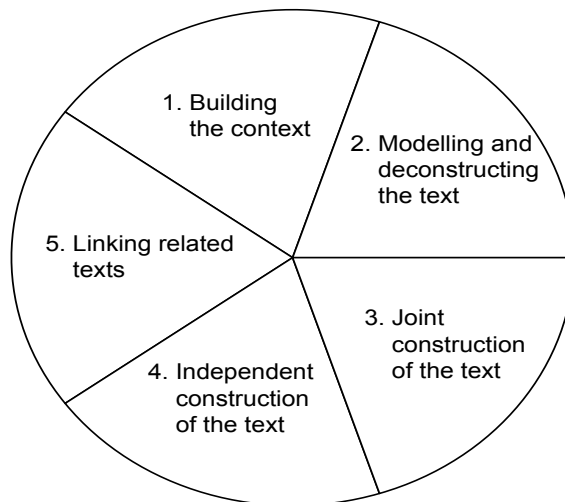 1. Building
the context
2. Modelling and
deconstructing
the text
3. Joint
construction
of the text
4. Independent
construction
of the text
5. Linking related
texts